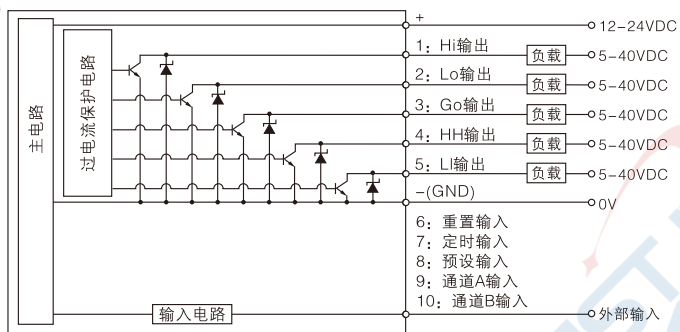 +
12-24VDC
1：Hi输出
负载
5-40VDC
2：Lo输出
负载
5-40VDC
3：Go输出
负载
5-40VDC
4：HH输出
负载
5-40VDC
5：LI输出
负载
5-40VDC
-(GND)
0V
主电路
过电流保护电路
6：重置输入
7：定时输入
8：预设输入
9：通道A输入
10：通道B输入
输入电路
外部输入